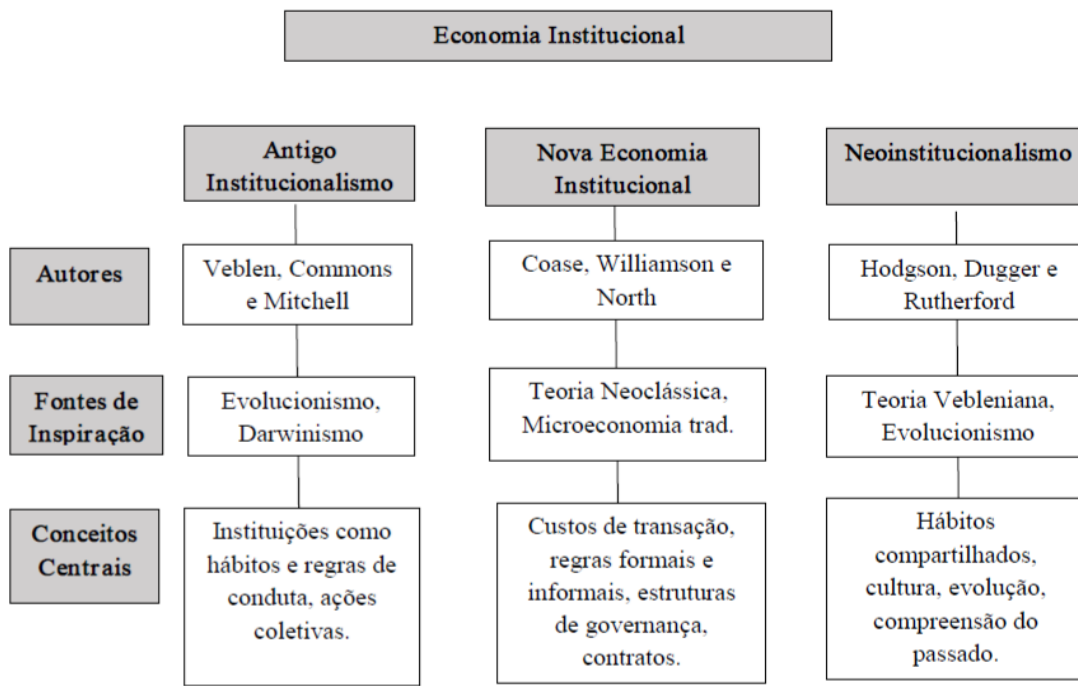 Economia Institucional
Antigo
Institucionalismo
Nova Economia
Institucional
Neoinstitucionalismo
Autores
Veblen, Commons
e Mitchell
Coase, Williamson e
North
Hodgson, Dugger e
Rutherford
Fontes de
Inspiração
Evolucionismo,
Darwinismo
Teoria Neoclássica,
Microeconomia trad.
Teoria Vebleniana,
Evolucionismo
Conceitos
Centrais
Instituições como
hábitos e regras de
conduta, ações
coletivas.
Custos de transação,
regras formais e
informais, estruturas
de governança,
contratos.
Hábitos
compartilhados,
cultura, evolução,
compreensão do
passado.